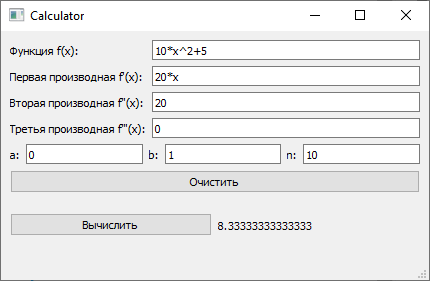 Calculator
Функция f(x): 10*x^2+5
Первая производная f'(x): 20*x
Вторая производная f''(x): 20
Третья производная f'''(x): 0
a: 0 b: 1 n: 10
Очистить
Вычислить 8.33333333333333